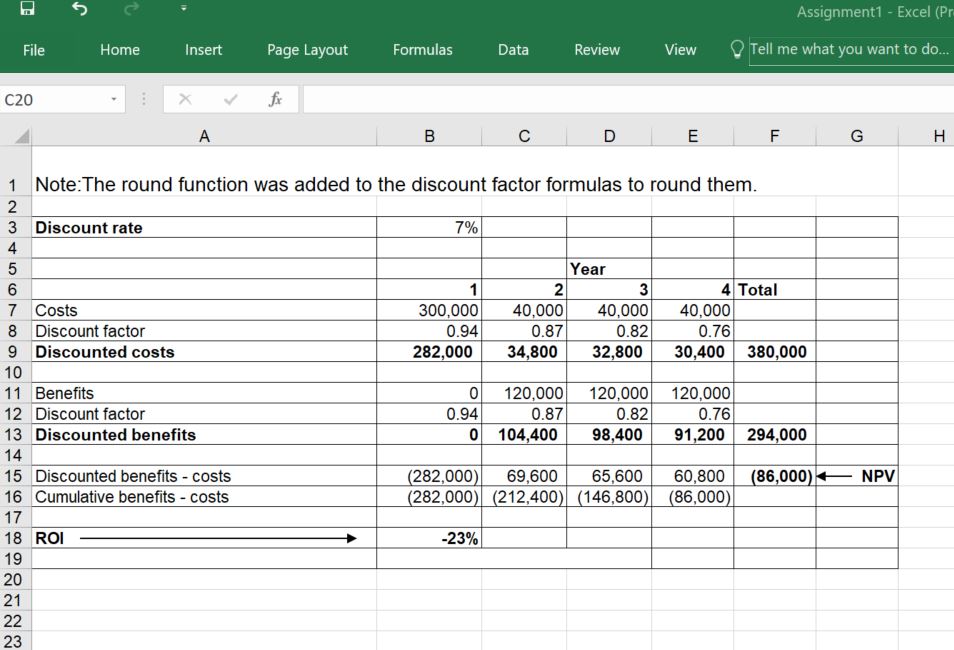 Assignment1 - Excel (Pr
File Home Insert Page Layout Formulas Data Review View Tell me what you want to do...
C20 fx
A B C D E F G H
1 Note:The round function was added to the discount factor formulas to round them.
2
3 Discount rate 7%
4
5 Year
6 1 2 3 4 Total
7 Costs 300,000 40,000 40,000 40,000
8 Discount factor 0.94 0.87 0.82 0.76
9 Discounted costs 282,000 34,800 32,800 30,400 380,000
10
11 Benefits 0 120,000 120,000 120,000
12 Discount factor 0.94 0.87 0.82 0.76
13 Discounted benefits 0 104,400 98,400 91,200 294,000
14
15 Discounted benefits - costs (282,000) 69,600 65,600 60,800 (86,000) NPV
16 Cumulative benefits - costs (282,000) (212,400) (146,800) (86,000)
17
18 ROI -23%
19
20
21
22
23